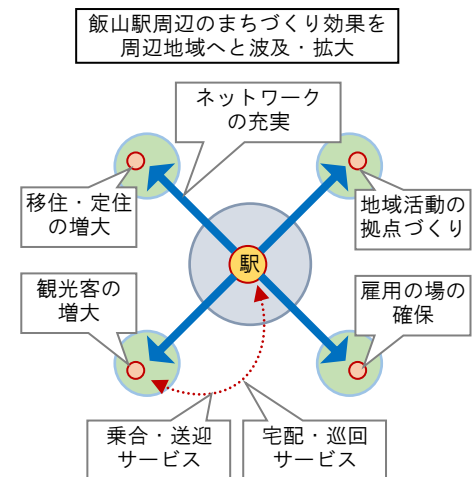 飯山駅周辺のまちづくり効果を
周辺地域へと波及・拡大
ネットワーク
の充実
移住・定住
の増大
地域活動の
拠点づくり
駅
観光客の
増大
雇用の場の
確保
乗合・送迎
サービス
宅配・巡回
サービス